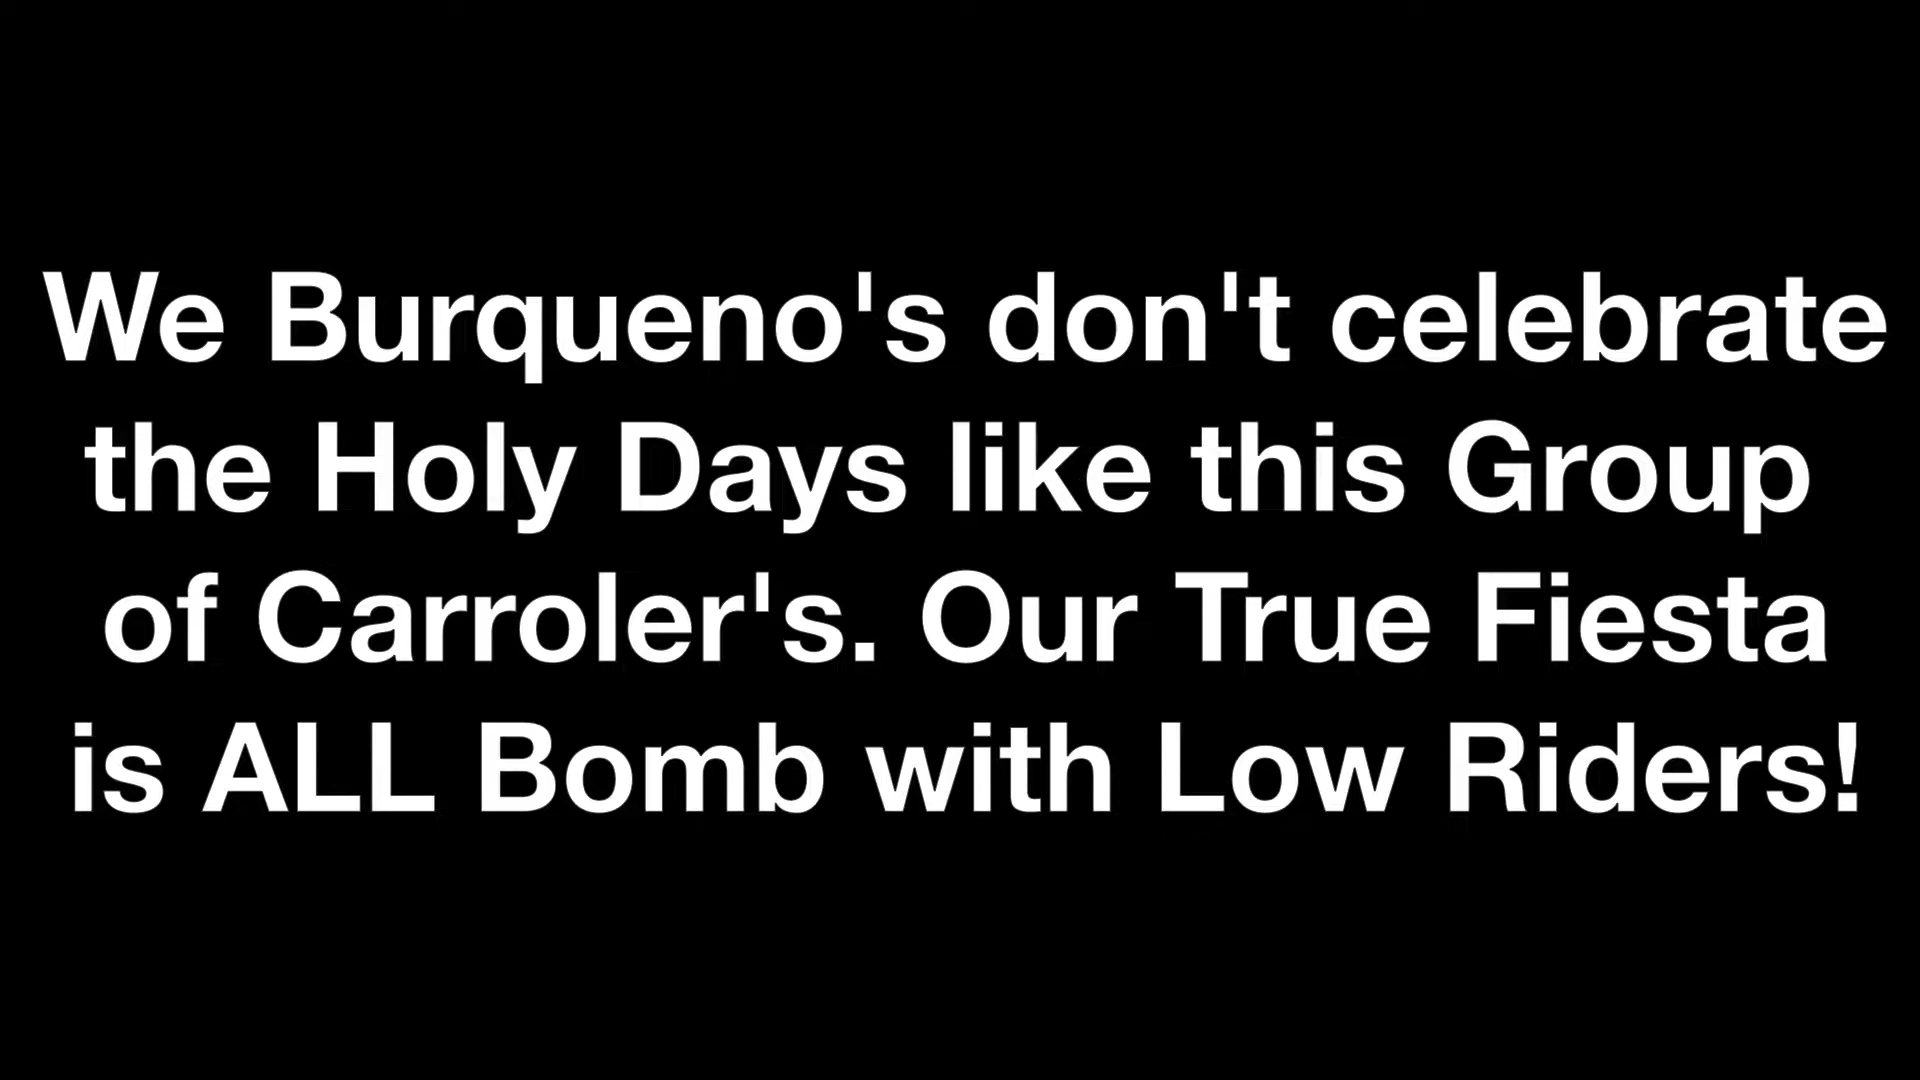 We Burqueno's don't celebrate
the Holy Days like this Group
of Carroler's. Our True Fiesta
is ALL Bomb with Low Riders!